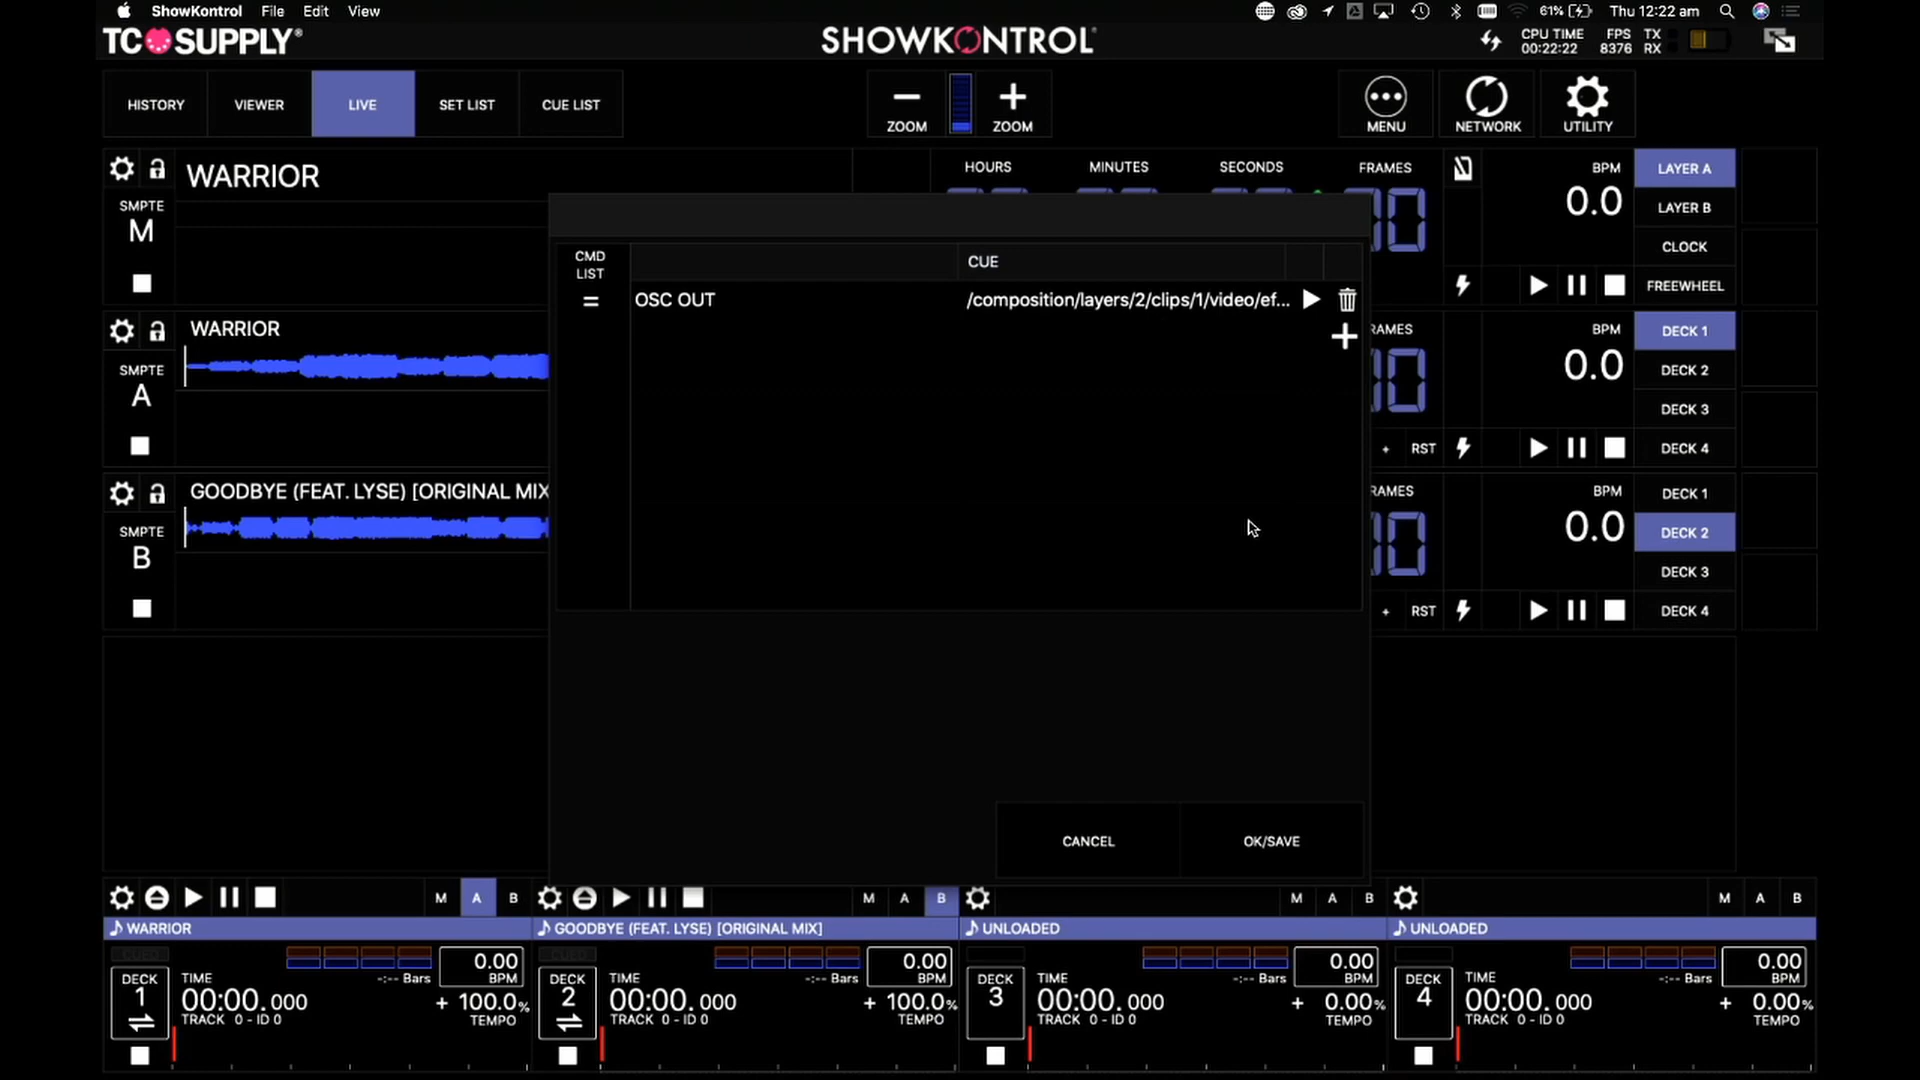 ShowKontrol File Edit View 61% Thu 12:22 am
TC SUPPLY®
SHOWKONTROL®
CPU TIME
00:22:22
FPS
8376
TX
RX
HISTORY VIEWER LIVE SET LIST CUE LIST
ZOOM ZOOM
MENU NETWORK UTILITY
WARRIOR
SMPTE
M
HOURS MINUTES SECONDS FRAMES
BPM
0.0
LAYER A
LAYER B
CLOCK
FREEWHEEL
CMD
LIST
CUE
OSC OUT /composition/layers/2/clips/1/video/ef...
WARRIOR
SMPTE
A
RAMES
BPM
0.0
+ RST
DECK 1
DECK 2
DECK 3
DECK 4
GOODBYE (FEAT. LYSE) [ORIGINAL MIX
SMPTE
B
RAMES
BPM
0.0
+ RST
DECK 1
DECK 2
DECK 3
DECK 4
CANCEL OK/SAVE
M A B M A B M A B M A B
WARRIOR
DECK
1
TIME
00:00.000
TRACK 0 - ID 0
-:-- Bars
0.00
BPM
+ 100.0%
TEMPO
GOODBYE (FEAT. LYSE) [ORIGINAL MIX]
DECK
2
TIME
00:00.000
TRACK 0 - ID 0
-:-- Bars
0.00
BPM
+ 100.0%
TEMPO
UNLOADED
DECK
3
TIME
00:00.000
TRACK 0 - ID 0
-:-- Bars
0.00
BPM
+ 0.00%
TEMPO
UNLOADED
DECK
4
TIME
00:00.000
TRACK 0 - ID 0
-:-- Bars
0.00
BPM
+ 0.00%
TEMPO